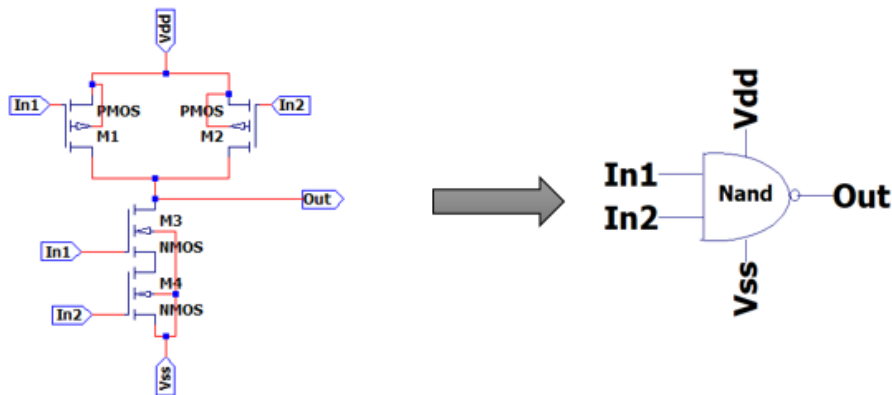 Vdd
In1
PMOS
M1
PMOS
M2
In2
Out
M3
In1
NMOS
M4
In2
NMOS
Vss
Vdd
In1
In2
Nand
Out
Vss